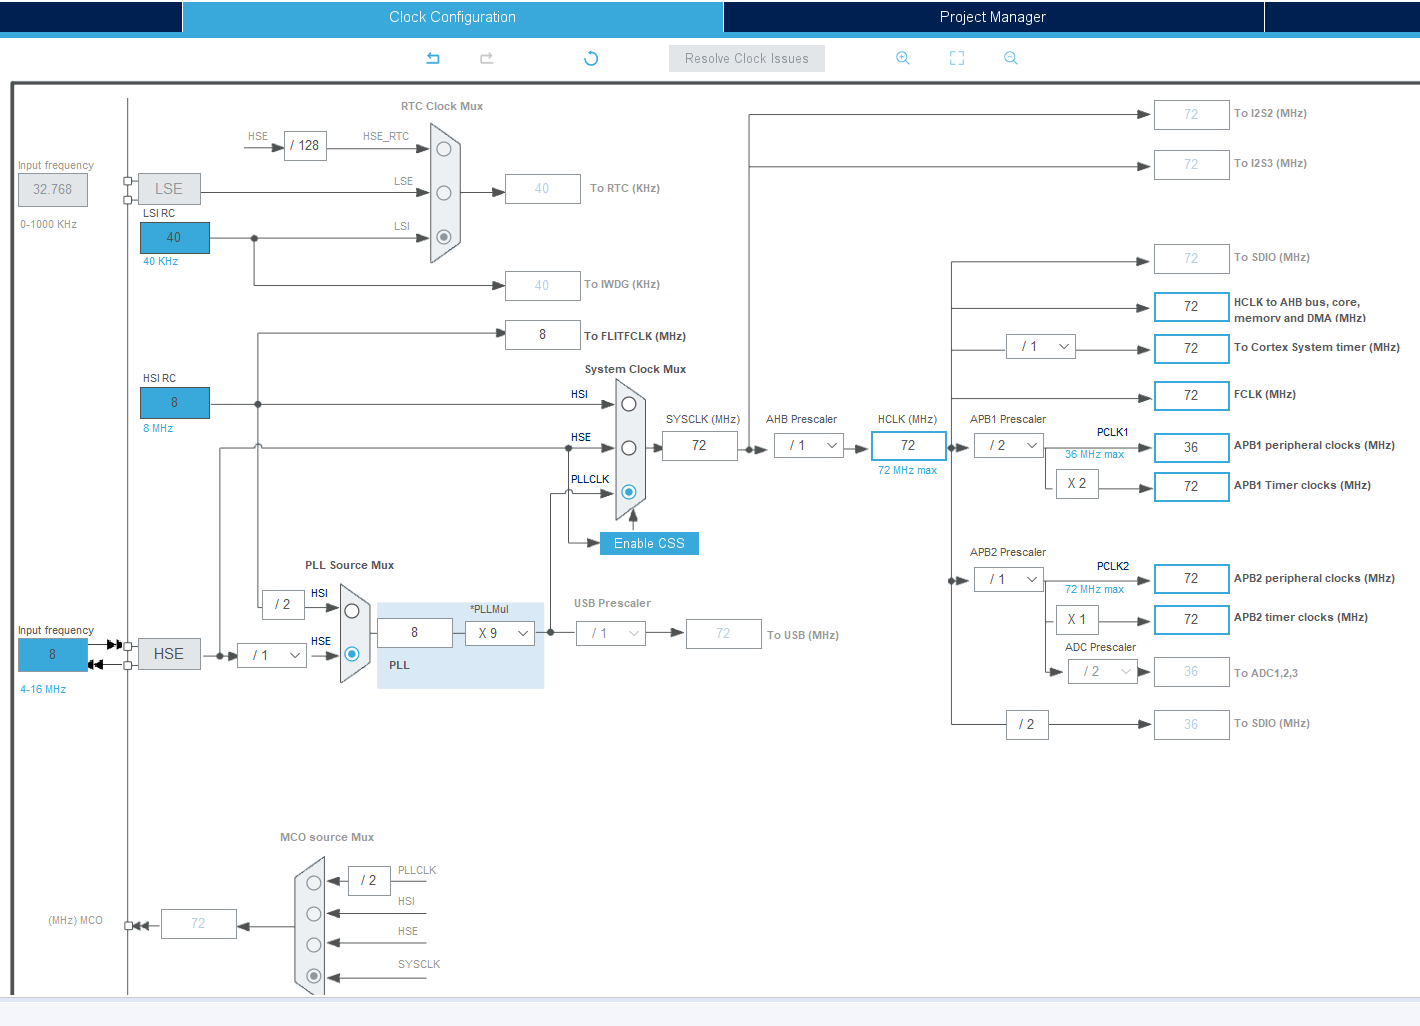 Clock Configuration
Project Manager
Resolve Clock Issues
RTC Clock Mux
HSE
/ 128
HSE_RTC
Input frequency
32.768
0-1000 KHz
LSE
LSE
40
To RTC (KHz)
LSI RC
40
40 KHz
LSI
40
To IWDG (KHz)
8
To FLITFCLK (MHz)
72
To I2S2 (MHz)
72
To I2S3 (MHz)
72
To SDIO (MHz)
72
HCLK to AHB bus, core,
memory and DMA (MHz)
/ 1
72
To Cortex System timer (MHz)
72
FCLK (MHz)
System Clock Mux
HSI RC
8
8 MHz
HSI
HSE
PLLCLK
SYSCLK (MHz)
72
AHB Prescaler
/ 1
HCLK (MHz)
72
72 MHz max
APB1 Prescaler
/ 2
PCLK1
36 MHz max
36
APB1 peripheral clocks (MHz)
X 2
72
APB1 Timer clocks (MHz)
Enable CSS
APB2 Prescaler
/ 1
PCLK2
72 MHz max
72
APB2 peripheral clocks (MHz)
X 1
72
APB2 timer clocks (MHz)
ADC Prescaler
/ 2
36
To ADC1,2,3
/ 2
36
To SDIO (MHz)
PLL Source Mux
/ 2
HSI
*PLLMul
8
X 9
PLL
USB Prescaler
/ 1
72
To USB (MHz)
Input frequency
8
4-16 MHz
HSE
/ 1
HSE
MCO source Mux
/ 2
PLLCLK
HSI
HSE
SYSCLK
(MHz) MCO
72